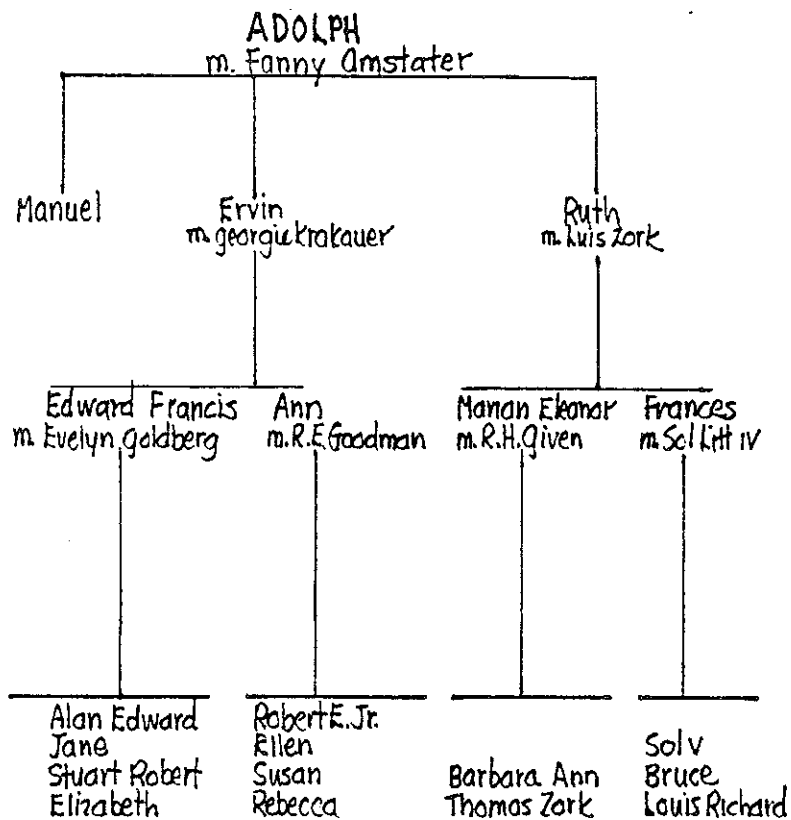 ADOLPH
m. Fanny Amstater
Manuel
Ervin
m. georgie krakauer
Ruth
m. Luis Zork
Edward Francis
m. Evelyn Goldberg
Ann
m. R.E. Goodman
Marian Eleanor
m. R.H. Given
Frances
m. Sol Litt IV
Alan Edward
Jane
Stuart Robert
Elizabeth
Robert E. Jr.
Ellen
Susan
Rebecca
Barbara Ann
Thomas Zork
Sol V
Bruce
Louis Richard